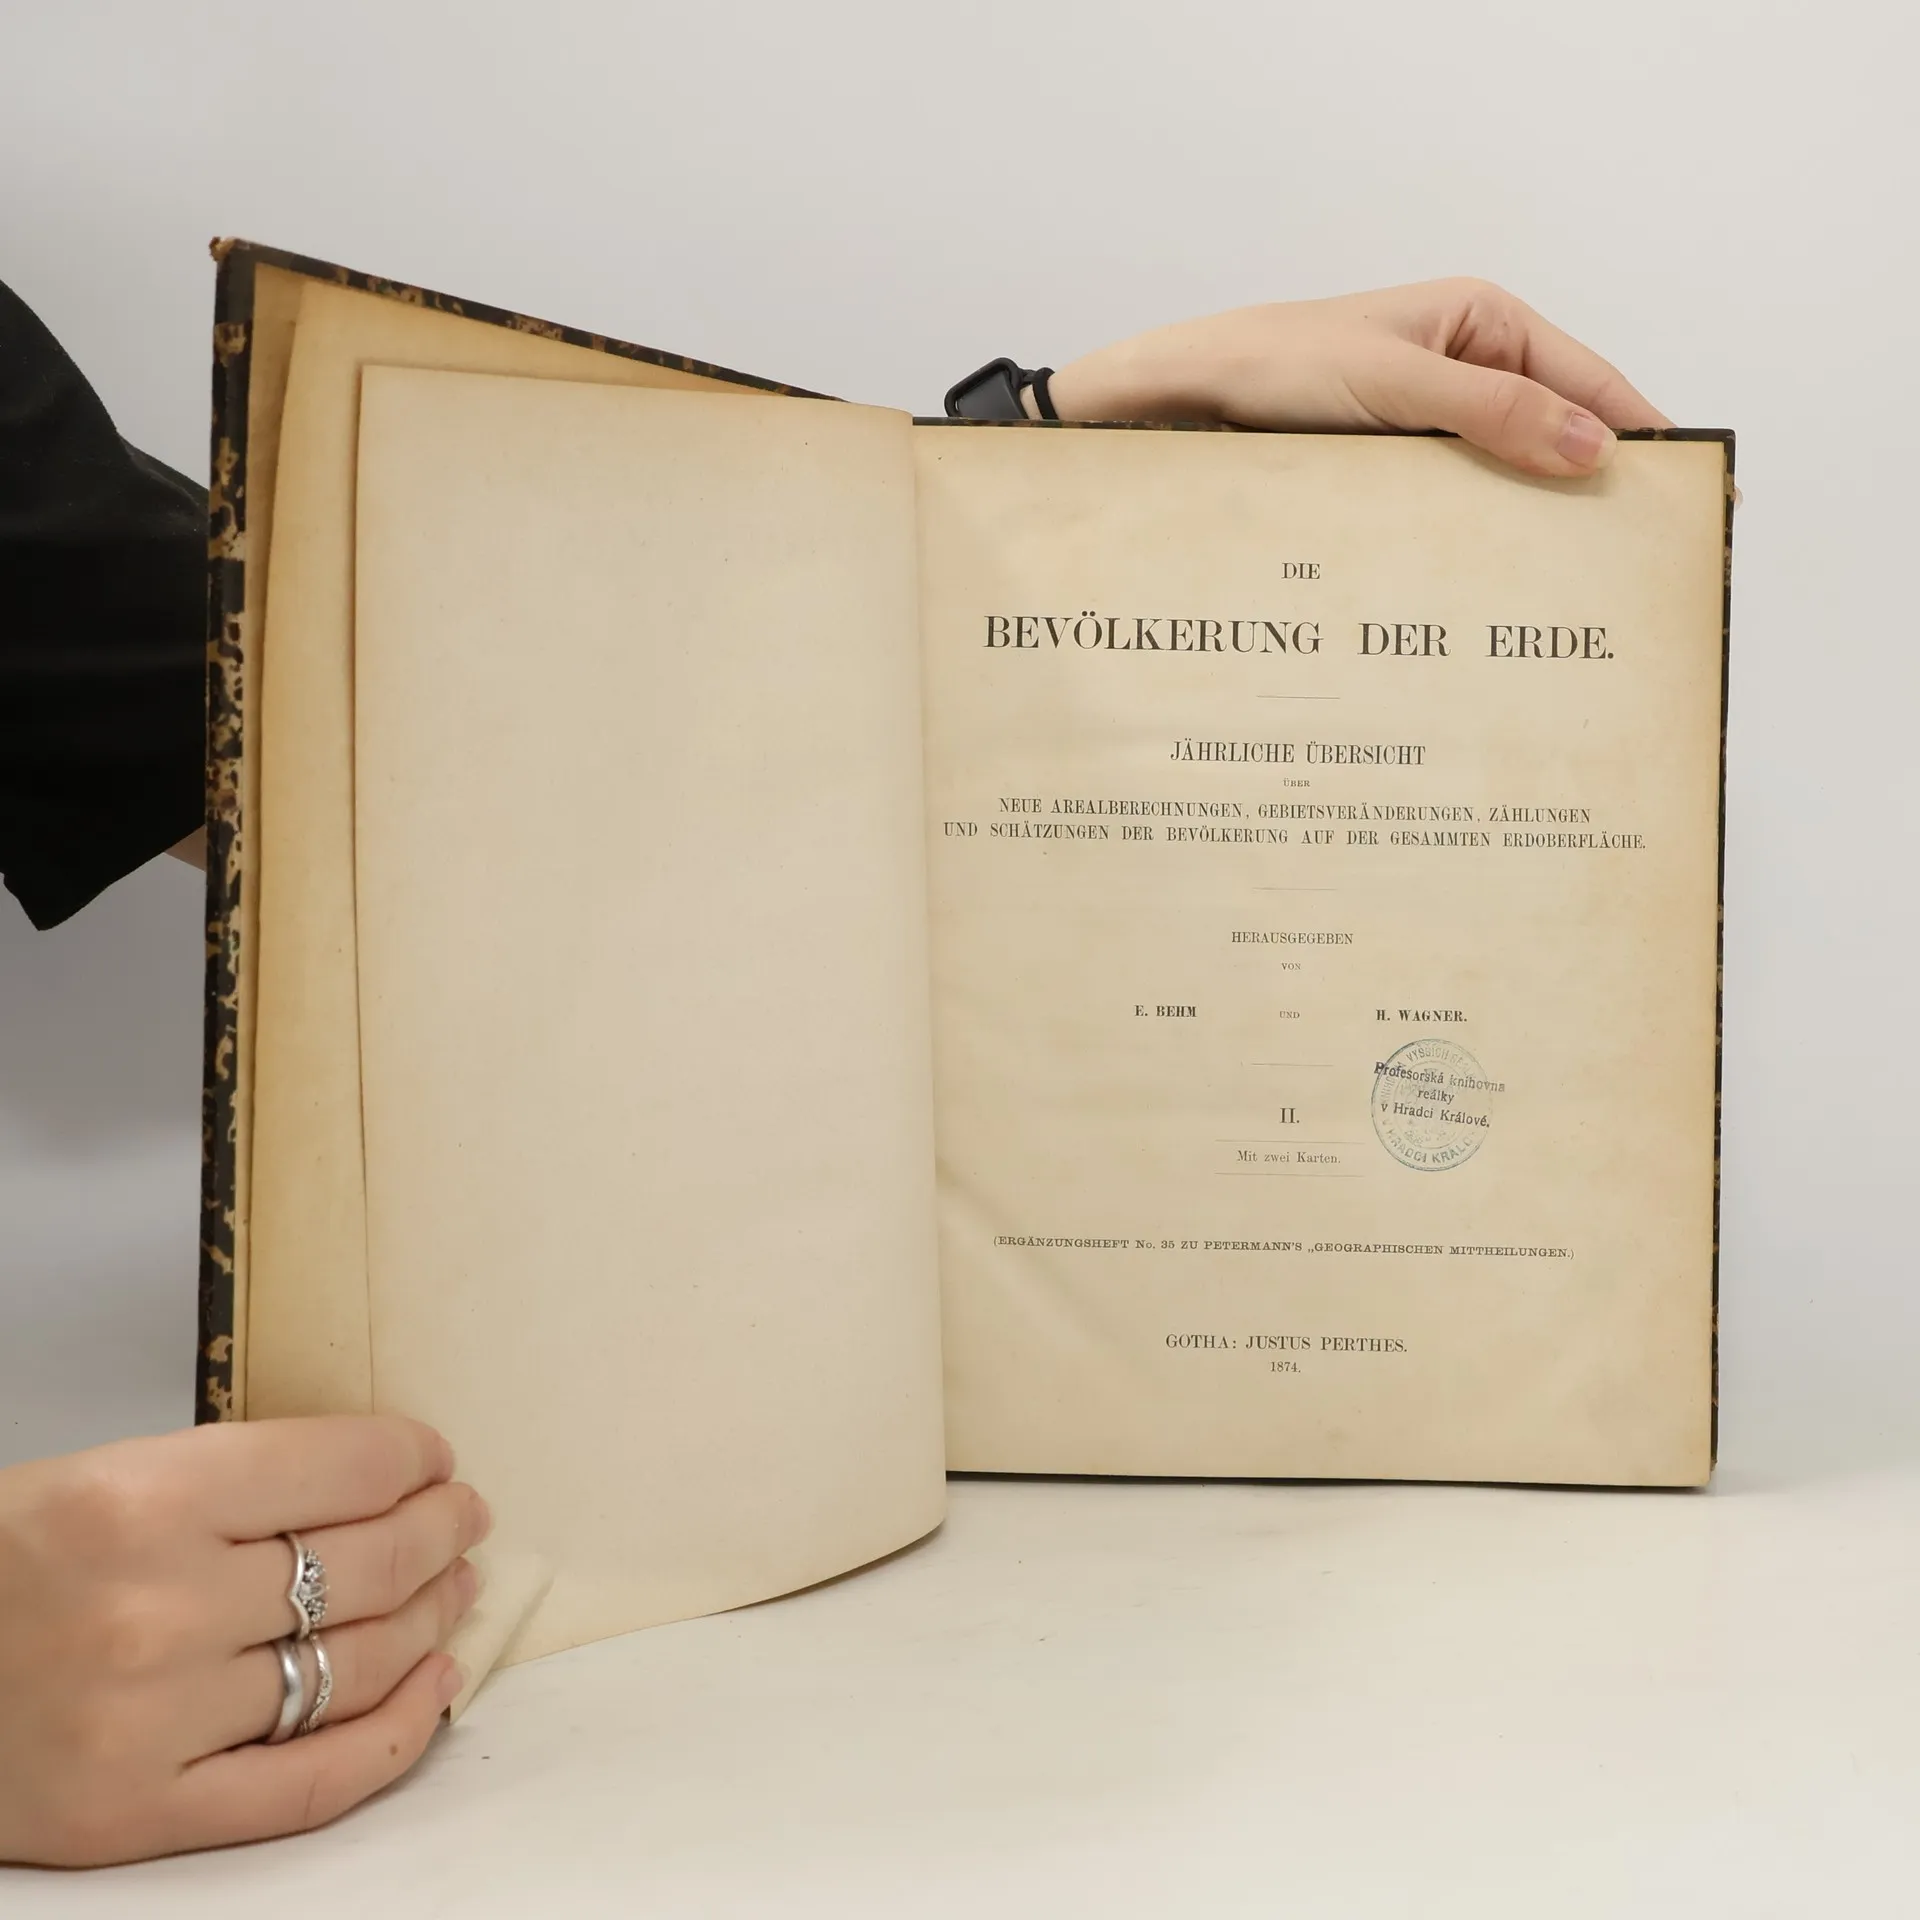 DIE
BEVÖLKERUNG DER ERDE.
JÄHRLICHE ÜBERSICHT
ÜBER
NEUE AREALBERECHNUNGEN, GEBIETSVERÄNDERUNGEN, ZÄHLUNGEN
UND SCHÄTZUNGEN DER BEVÖLKERUNG AUF DER GESAMMTEN ERDOBERFLÄCHE.
HERAUSGEGEBEN
VON
E. BEHM UND H. WAGNER.
Profesorská knihovna
reálky
v Hradci Králové.
HRADCI KRÁLO
II.
Mit zwei Karten.
(ERGÄNZUNGSHEFT No. 35 ZU PETERMANN'S „GEOGRAPHISCHEN MITTHEILUNGEN.)
GOTHA: JUSTUS PERTHES.
1874.